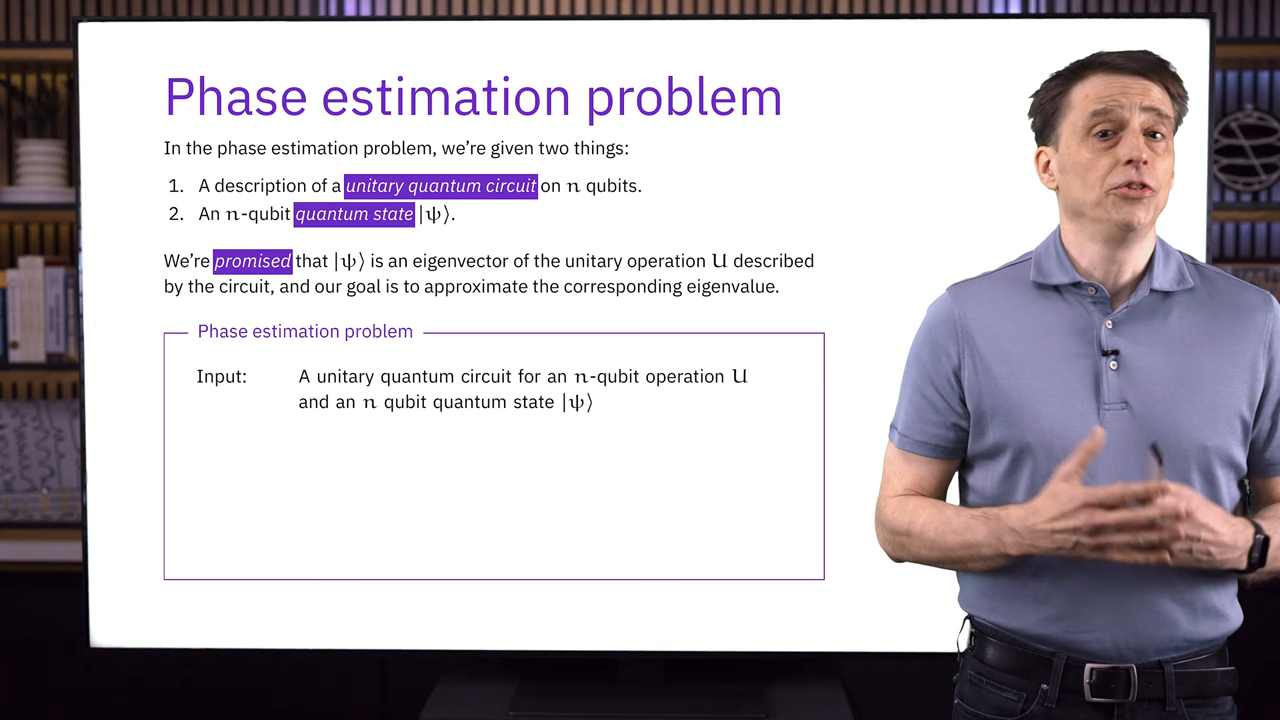 Phase estimation problem
In the phase estimation problem, we’re given two things:
1. A description of a unitary quantum circuit on n qubits.
2. An n-qubit quantum state |ψ⟩.
We’re promised that |ψ⟩ is an eigenvector of the unitary operation U described
by the circuit, and our goal is to approximate the corresponding eigenvalue.
Phase estimation problem
Input: A unitary quantum circuit for an n-qubit operation U
and an n qubit quantum state |ψ⟩